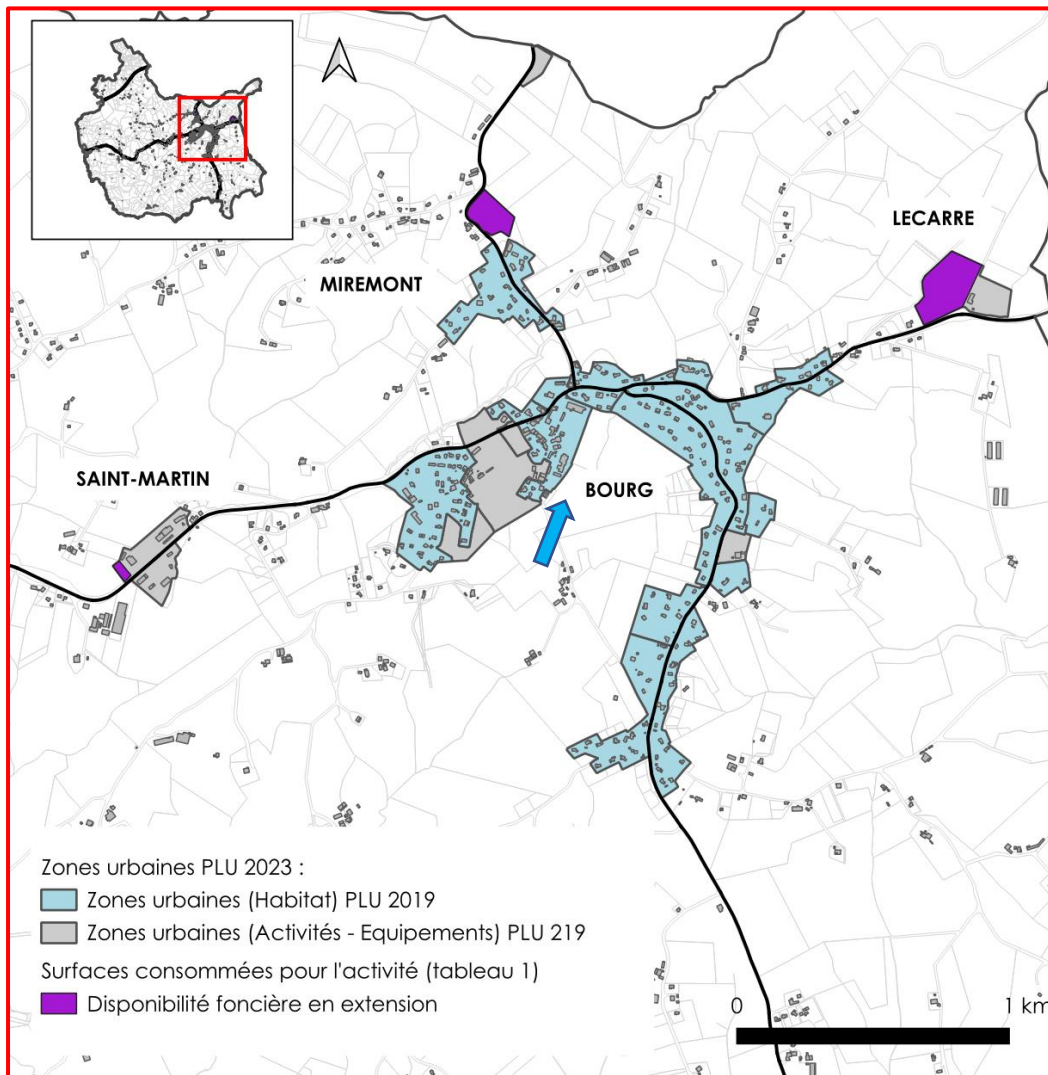 LECARRE
MIREMONT
SAINT-MARTIN
BOURG
Zones urbaines PLU 2023 :
Zones urbaines (Habitat) PLU 2019
Zones urbaines (Activités - Equipements) PLU 219
Surfaces consommées pour l'activité (tableau 1)
Disponibilité foncière en extension
0 1 km